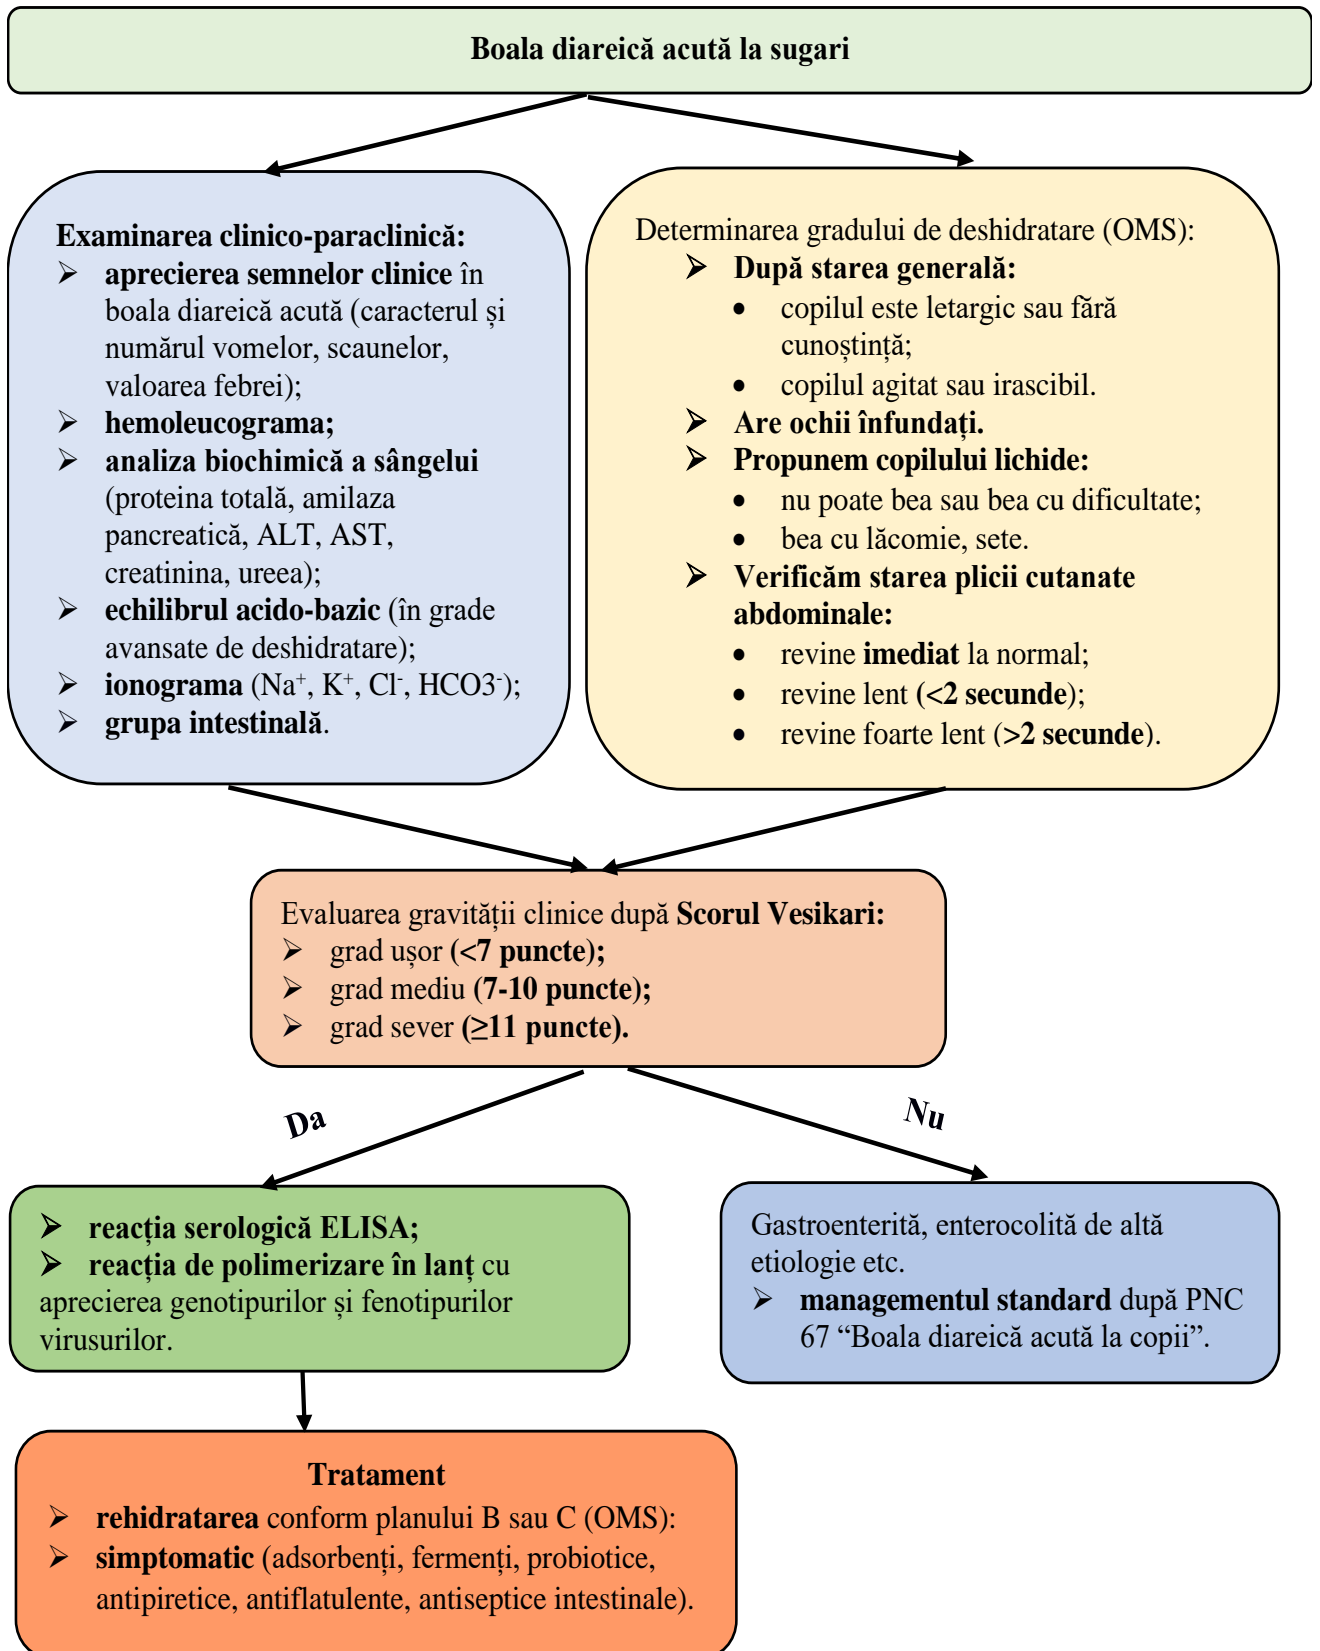 Boala diareică acută la sugari
Examinarea clinico-paraclinică:
➢ aprecierea semnelor clinice în
boala diareică acută (caracterul și
numărul vomelor, scaunelor,
valoarea febrei);
➢ hemoleucograma;
➢ analiza biochimică a sângelui
(proteina totală, amilaza
pancreatică, ALT, AST,
creatinina, ureea);
➢ echilibrul acido-bazic (în grade
avansate de deshidratare);
➢ ionograma (Na⁺, K⁺, Cl⁻, HCO3⁻);
➢ grupa intestinală.
Determinarea gradului de deshidratare (OMS):
➢ După starea generală:
• copilul este letargic sau fără
cunoștință;
• copilul agitat sau irascibil.
➢ Are ochii înfundați.
➢ Propunem copilului lichide:
• nu poate bea sau bea cu dificultate;
• bea cu lăcomie, sete.
➢ Verificăm starea plicii cutanate
abdominale:
• revine imediat la normal;
• revine lent (<2 secunde);
• revine foarte lent (>2 secunde).
Evaluarea gravității clinice după Scorul Vesikari:
➢ grad ușor (<7 puncte);
➢ grad mediu (7-10 puncte);
➢ grad sever (≥11 puncte).
Da
Nu
➢ reacția serologică ELISA;
➢ reacția de polimerizare în lanț cu
aprecierea genotipurilor și fenotipurilor
virusurilor.
Gastroenterită, enterocolită de altă
etiologie etc.
➢ managementul standard după PNC
67 “Boala diareică acută la copii”.
Tratament
➢ rehidratarea conform planului B sau C (OMS):
➢ simptomatic (adsorbenți, fermenți, probiotice,
antipiretice, antiflatulente, antiseptice intestinale).